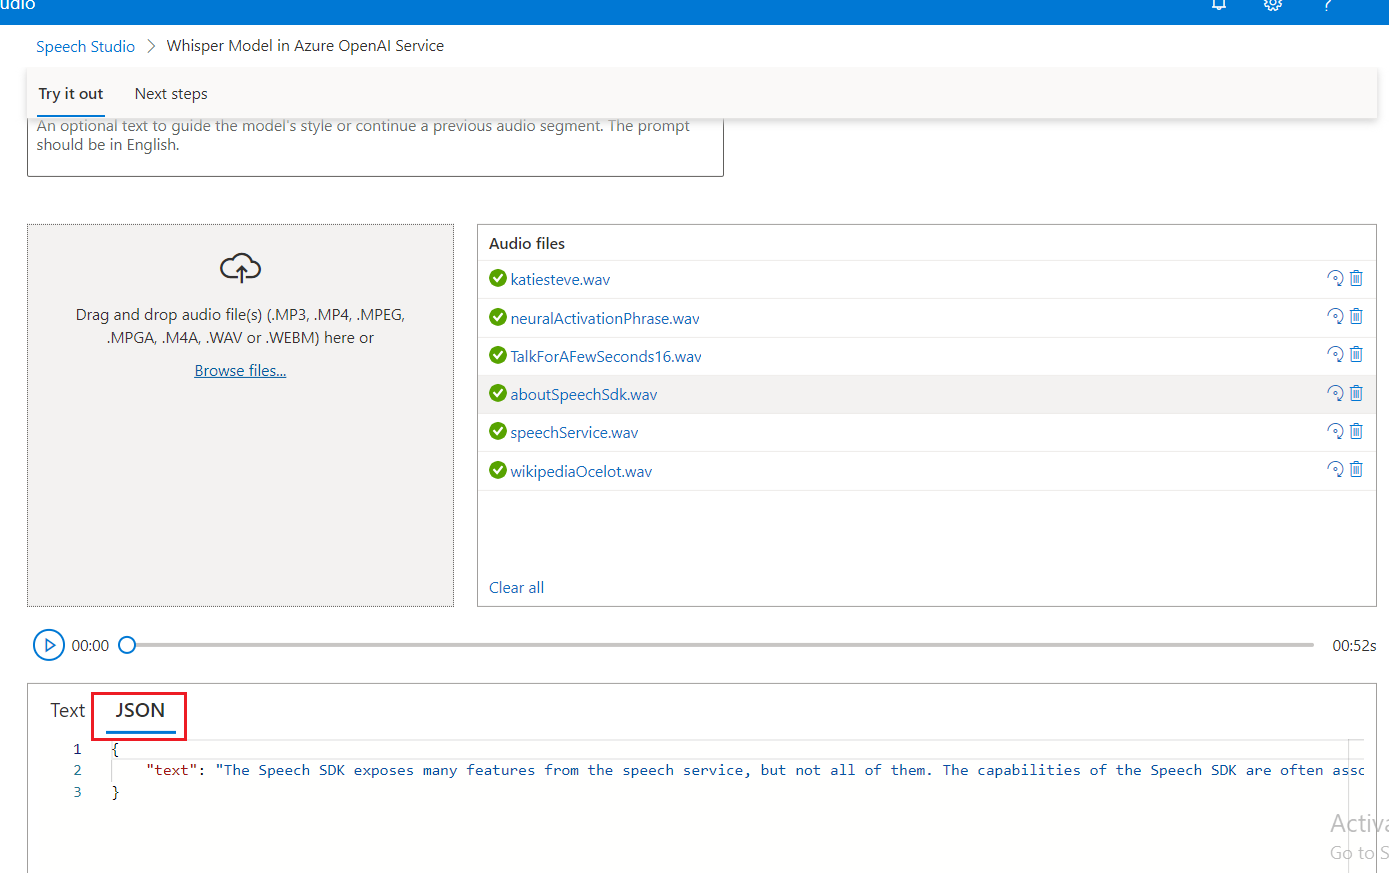 udio
Speech Studio > Whisper Model in Azure OpenAI Service
Try it out Next steps
An optional text to guide the model's style or continue a previous audio segment. The prompt
should be in English.
Drag and drop audio file(s) (.MP3, .MP4, .MPEG,
.MPGA, .M4A, .WAV or .WEBM) here or
Browse files...
Audio files
katiesteve.wav
neuralActivationPhrase.wav
TalkForAFewSeconds16.wav
aboutSpeechSdk.wav
speechService.wav
wikipediaOcelot.wav
Clear all
00:00 00:52s
Text JSON
1 {
2 "text": "The Speech SDK exposes many features from the speech service, but not all of them. The capabilities of the Speech SDK are often assc
3 }
Activa
Go to S